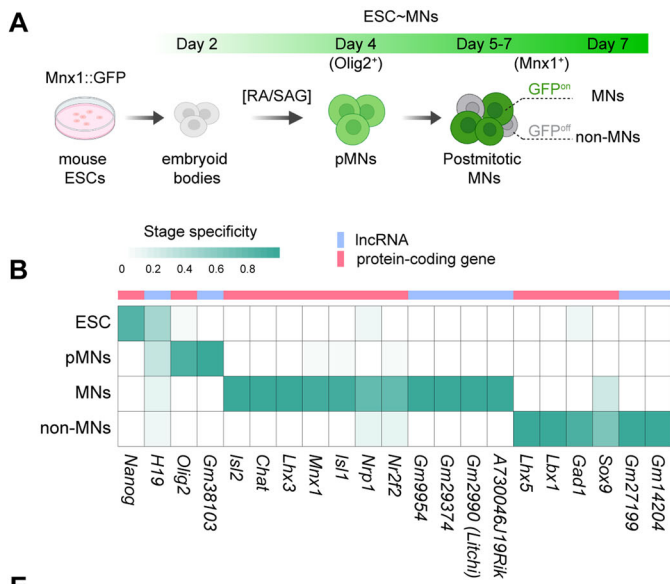 A
ESC~MNs
Day 2
Day 4
Day 5-7
Day 7
(Olig2⁺)
(Mnx1⁺)
Mnx1::GFP
[RA/SAG]
GFPᵒⁿ
MNs
GFPᵒᶠᶠ
non-MNs
mouse
ESCs
embryoid
bodies
pMNs
Postmitotic
MNs
B
Stage specificity
0 0.2 0.4 0.6 0.8
lncRNA
protein-coding gene
ESC
pMNs
MNs
non-MNs
Nanog
H19
Olig2
Gm38103
Isl2
Chat
Lhx3
Mnx1
Isl1
Nrp1
Nr2f2
Gm9954
Gm29374
Gm2990 (Litchi)
A730046J19Rik
Lhx5
Lbx1
Gad1
Sox9
Gm27199
Gm14204